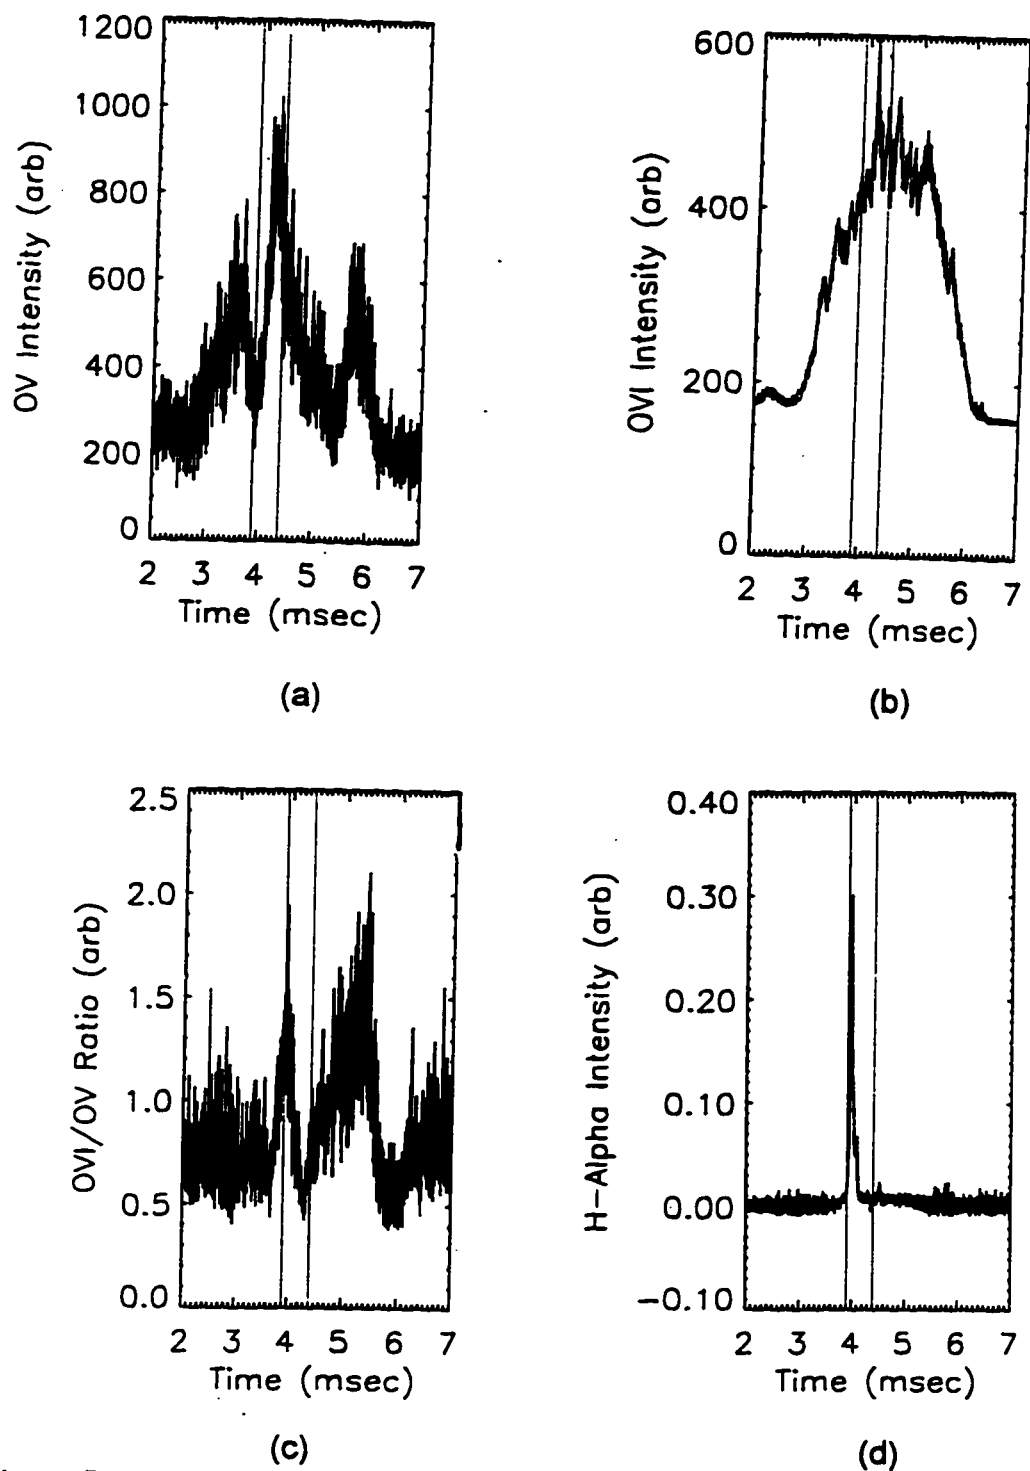 1200
1000
800
600
400
200
0
OV Intensity (arb)
2 3 4 5 6 7
Time (msec)
(a)
600
400
200
0
OVI Intensity (arb)
2 3 4 5 6 7
Time (msec)
(b)
2.5
2.0
1.5
1.0
0.5
0.0
OVI/OV Ratio (arb)
2 3 4 5 6 7
Time (msec)
(c)
0.40
0.30
0.20
0.10
0.00
-0.10
H-Alpha Intensity (arb)
2 3 4 5 6 7
Time (msec)
(d)